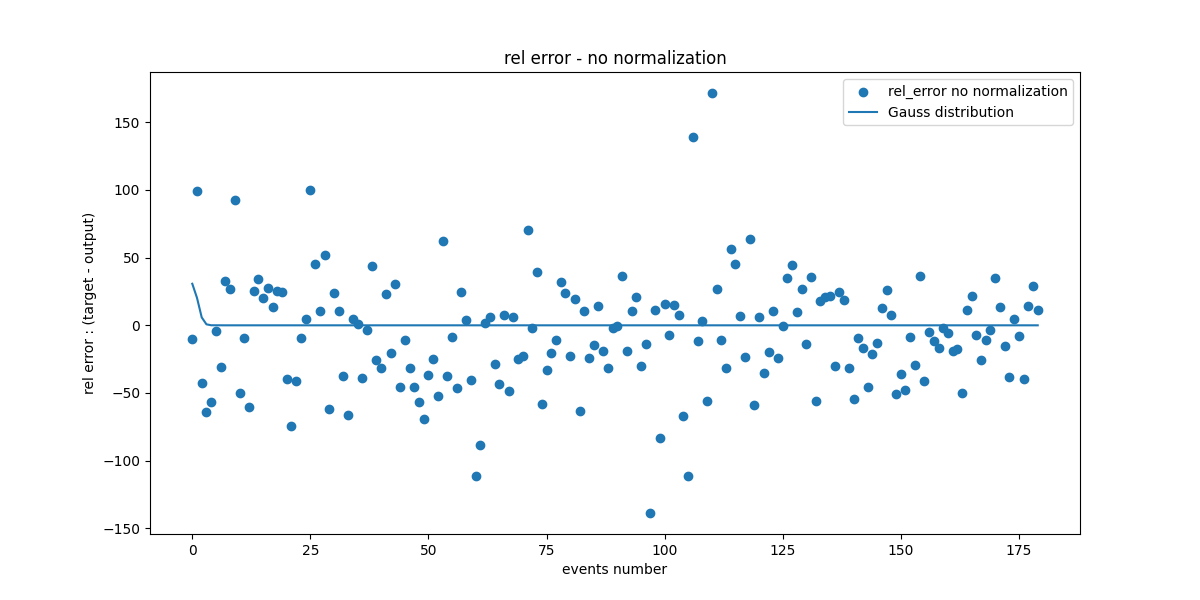 rel error - no normalization
rel_error no normalization
Gauss distribution
rel error : (target - output)
150
100
50
0
−50
−100
−150
0 25 50 75 100 125 150 175
events number